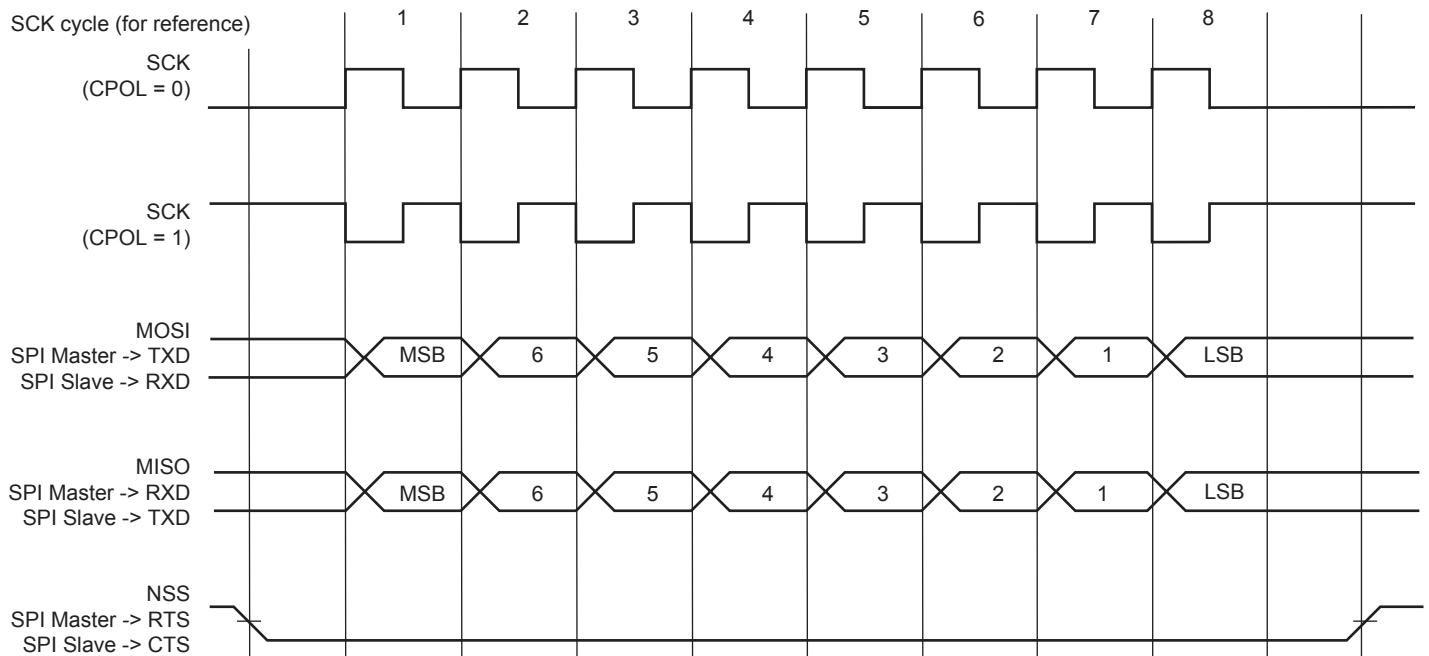 SCK cycle (for reference)
1 2 3 4 5 6 7 8
SCK
(CPOL = 0)
SCK
(CPOL = 1)
MOSI
SPI Master -> TXD
SPI Slave -> RXD
MSB 6 5 4 3 2 1 LSB
MISO
SPI Master -> RXD
SPI Slave -> TXD
MSB 6 5 4 3 2 1 LSB
NSS
SPI Master -> RTS
SPI Slave -> CTS